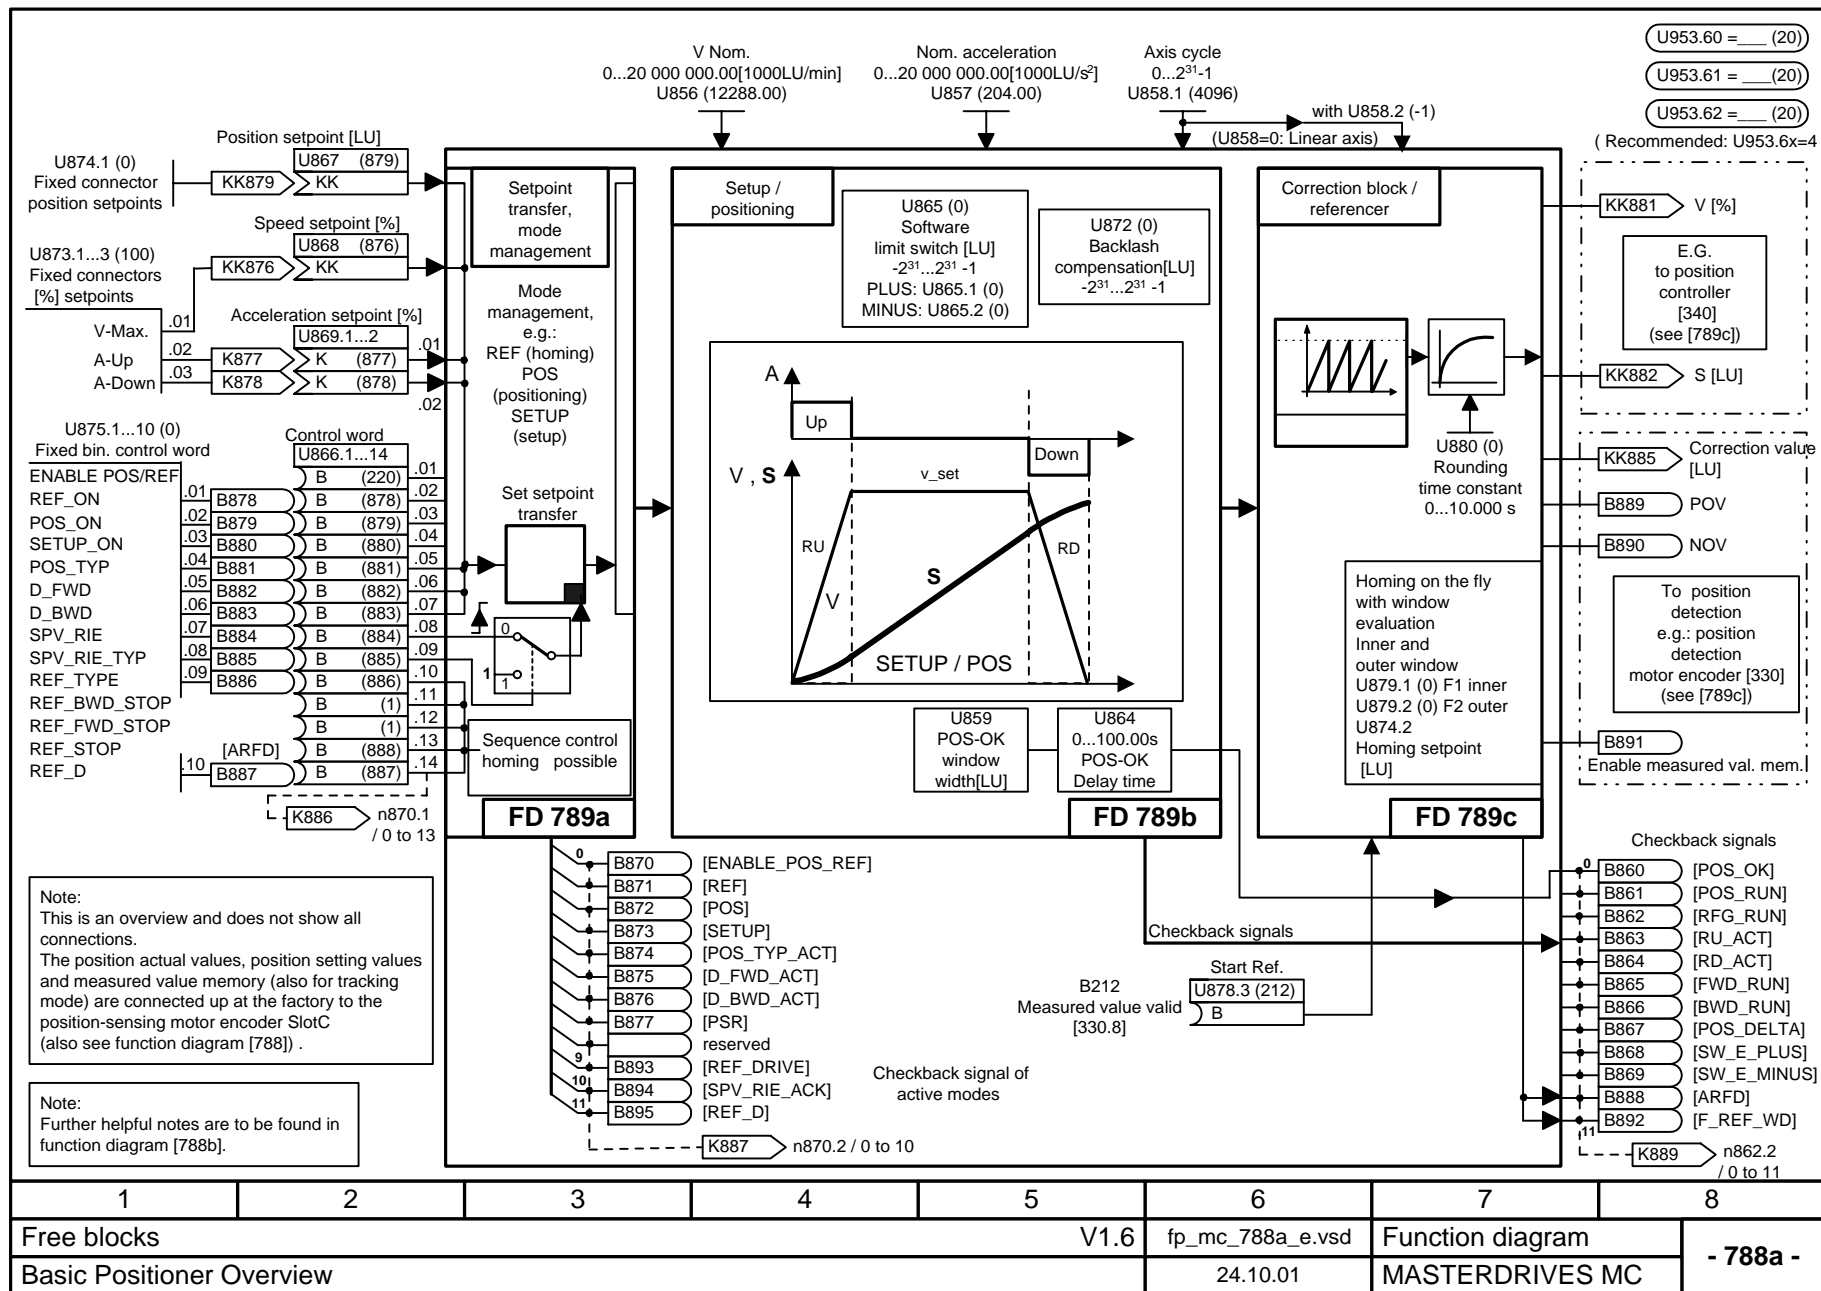 V Nom.
0...20 000 000.00[1000LU/min]
U856 (12288.00)
Nom. acceleration
0...20 000 000.00[1000LU/s²]
U857 (204.00)
Axis cycle
0...2³¹-1
U858.1 (4096)
with U858.2 (-1)
(U858=0: Linear axis)
U953.60 =___ (20)
U953.61 = ___(20)
U953.62 =___ (20)
( Recommended: U953.6x=4
Position setpoint [LU]
U874.1 (0)
Fixed connector
position setpoints
KK879
U867 (879)
KK
Speed setpoint [%]
U873.1...3 (100)
Fixed connectors
[%] setpoints
KK876
U868 (876)
KK
V-Max.
.01
A-Up
.02
A-Down
.03
Acceleration setpoint [%]
U869.1...2
K877
K (877)
.01
K878
K (878)
.02
U875.1...10 (0)
Fixed bin. control word
Control word
U866.1...14
ENABLE POS/REF
B (220)
.01
REF_ON
.01
B878
B (878)
.02
POS_ON
.02
B879
B (879)
.03
SETUP_ON
.03
B880
B (880)
.04
POS_TYP
.04
B881
B (881)
.05
D_FWD
.05
B882
B (882)
.06
D_BWD
.06
B883
B (883)
.07
SPV_RIE
.07
B884
B (884)
.08
SPV_RIE_TYP
.08
B885
B (885)
.09
REF_TYPE
.09
B886
B (886)
.10
REF_BWD_STOP
B (1)
.11
REF_FWD_STOP
B (1)
.12
REF_STOP
[ARFD]
B (888)
.13
REF_D
.10
B887
B (887)
.14
K886
n870.1
/ 0 to 13
Setpoint
transfer,
mode
management
Mode
management,
e.g.:
REF (homing)
POS
(positioning)
SETUP
(setup)
Set setpoint
transfer
0
1
1
Sequence control
homing possible
FD 789a
Setup /
positioning
U865 (0)
Software
limit switch [LU]
-2³¹...2³¹ -1
PLUS: U865.1 (0)
MINUS: U865.2 (0)
U872 (0)
Backlash
compensation[LU]
-2³¹...2³¹ -1
A
Up
Down
V , S
v_set
RU
RD
S
V
SETUP / POS
U859
POS-OK
window
width[LU]
U864
0...100.00s
POS-OK
Delay time
FD 789b
Correction block /
referencer
U880 (0)
Rounding
time constant
0...10.000 s
Homing on the fly
with window
evaluation
Inner and
outer window
U879.1 (0) F1 inner
U879.2 (0) F2 outer
U874.2
Homing setpoint
[LU]
FD 789c
KK881
V [%]
E.G.
to position
controller
[340]
(see [789c])
KK882
S [LU]
KK885
Correction value
[LU]
B889
POV
B890
NOV
To position
detection
e.g.: position
detection
motor encoder [330]
(see [789c])
B891
Enable measured val. mem.
0
B870
[ENABLE_POS_REF]
B871
[REF]
B872
[POS]
B873
[SETUP]
B874
[POS_TYP_ACT]
B875
[D_FWD_ACT]
B876
[D_BWD_ACT]
B877
[PSR]
reserved
9
B893
[REF_DRIVE]
10
B894
[SPV_RIE_ACK]
11
B895
[REF_D]
K887
n870.2 / 0 to 10
Checkback signal of
active modes
Checkback signals
B212
Measured value valid
[330.8]
Start Ref.
U878.3 (212)
B
Checkback signals
0
B860
[POS_OK]
B861
[POS_RUN]
B862
[RFG_RUN]
B863
[RU_ACT]
B864
[RD_ACT]
B865
[FWD_RUN]
B866
[BWD_RUN]
B867
[POS_DELTA]
B868
[SW_E_PLUS]
B869
[SW_E_MINUS]
B888
[ARFD]
B892
[F_REF_WD]
11
K889
n862.2
/ 0 to 11
Note:
This is an overview and does not show all
connections.
The position actual values, position setting values
and measured value memory (also for tracking
mode) are connected up at the factory to the
position-sensing motor encoder SlotC
(also see function diagram [788]) .
Note:
Further helpful notes are to be found in
function diagram [788b].
1 2 3 4 5 6 7 8
Free blocks
V1.6
fp_mc_788a_e.vsd
Function diagram
- 788a -
Basic Positioner Overview
24.10.01
MASTERDRIVES MC